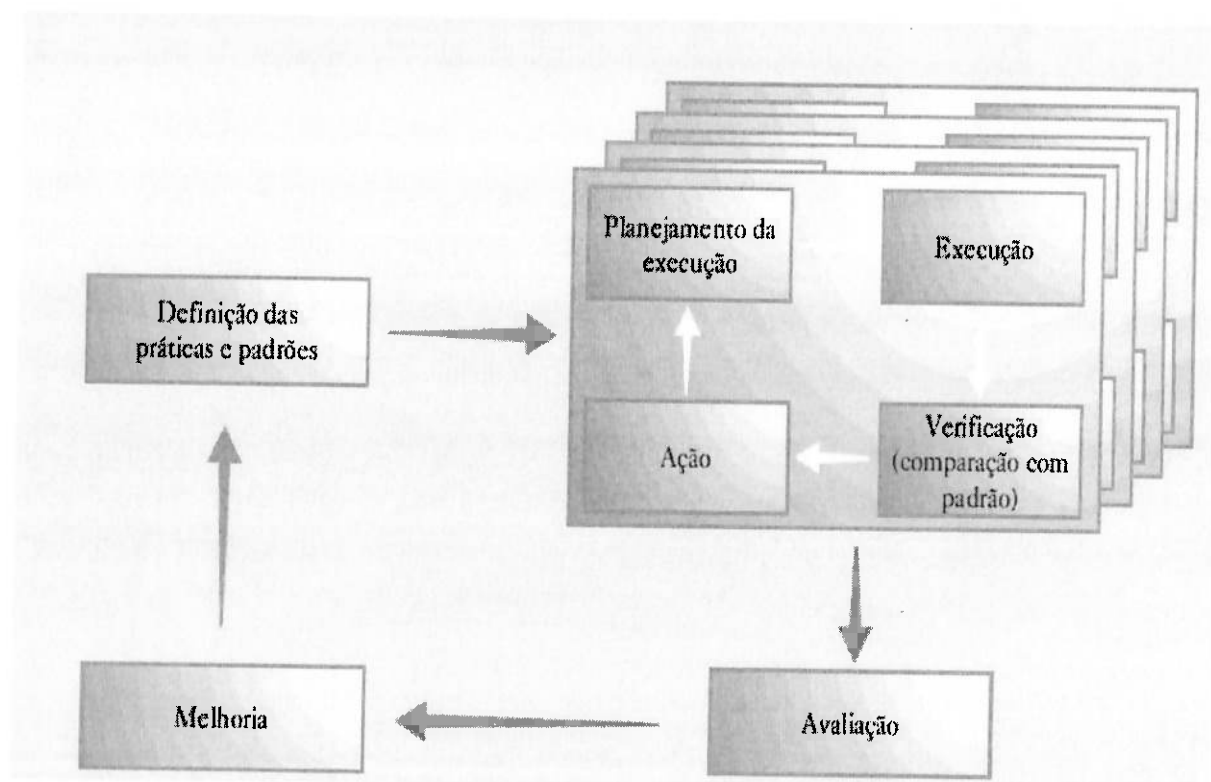 Planejamento da
execução
Execução
Definição das
práticas e padrões
Ação
Verificação
(comparação com
padrão)
Melhoria
Avaliação